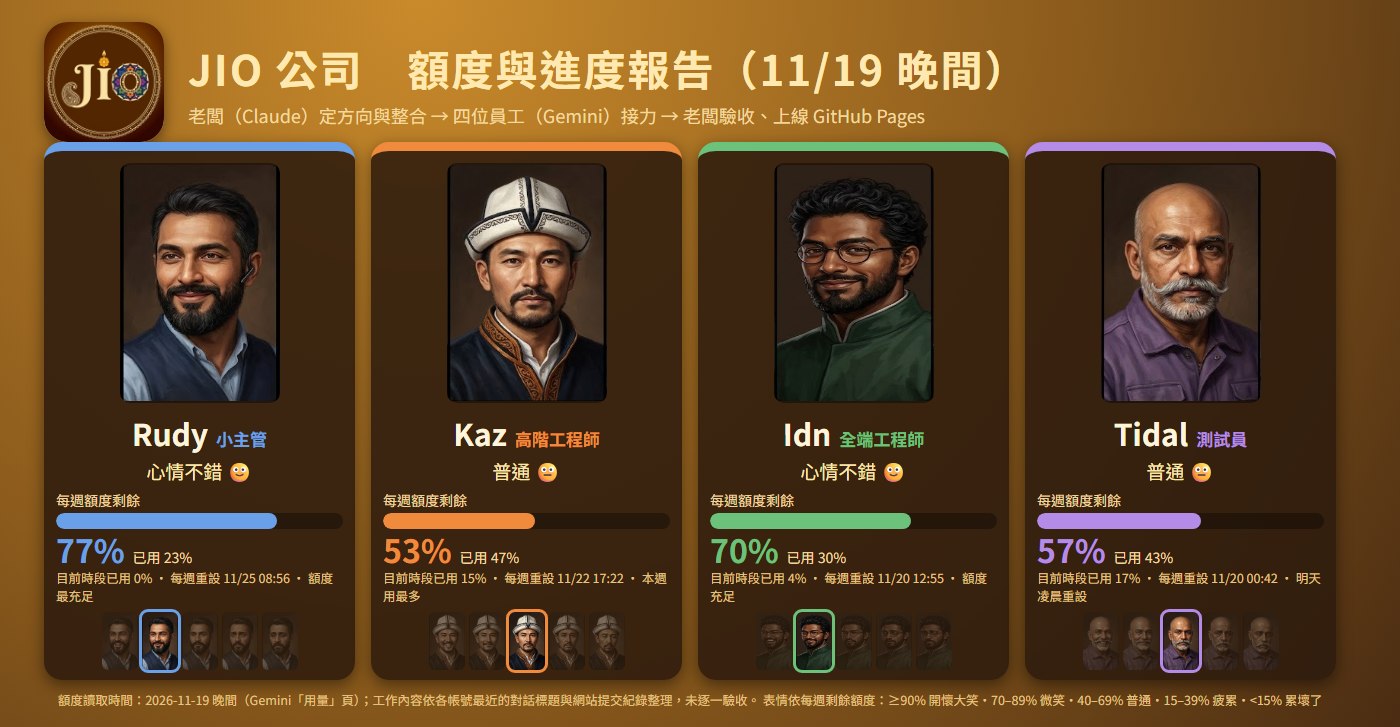 JIO
JIO 公司 額度與進度報告（11/19 晚間）
老闆（Claude）定方向與整合 → 四位員工（Gemini）接力 → 老闆驗收、上線 GitHub Pages
Rudy 小主管
心情不錯
每週額度剩餘
77% 已用 23%
目前時段已用 0% · 每週重設 11/25 08:56 · 額度
最充足
Kaz 高階工程師
普通
每週額度剩餘
53% 已用 47%
目前時段已用 15% · 每週重設 11/22 17:22 · 本週
用最多
Idn 全端工程師
心情不錯
每週額度剩餘
70% 已用 30%
目前時段已用 4% · 每週重設 11/20 12:55 · 額度
充足
Tidal 測試員
普通
每週額度剩餘
57% 已用 43%
目前時段已用 17% · 每週重設 11/20 00:42 · 明天
凌晨重設
額度讀取時間：2026-11-19 晚間（Gemini「用量」頁）；工作內容依各帳號最近的對話標題與網站提交紀錄整理，未逐一驗收。 表情依每週剩餘額度：≥90% 開懷大笑·70–89% 微笑·40–69% 普通·15–39% 疲累·<15% 累壞了